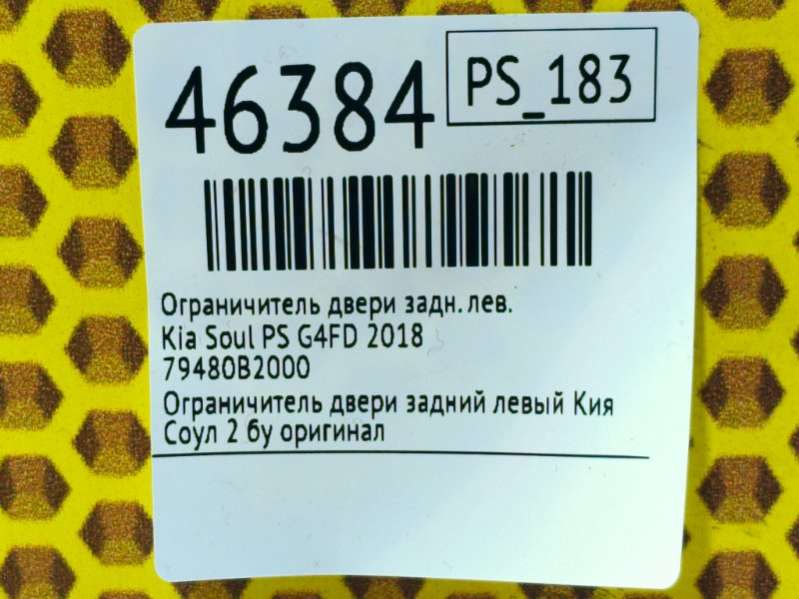 46384
PS_183
Ограничитель двери задн. лев.
Kia Soul PS G4FD 2018
79480B2000
Ограничитель двери задний левый Кия
Соул 2 бу оригинал